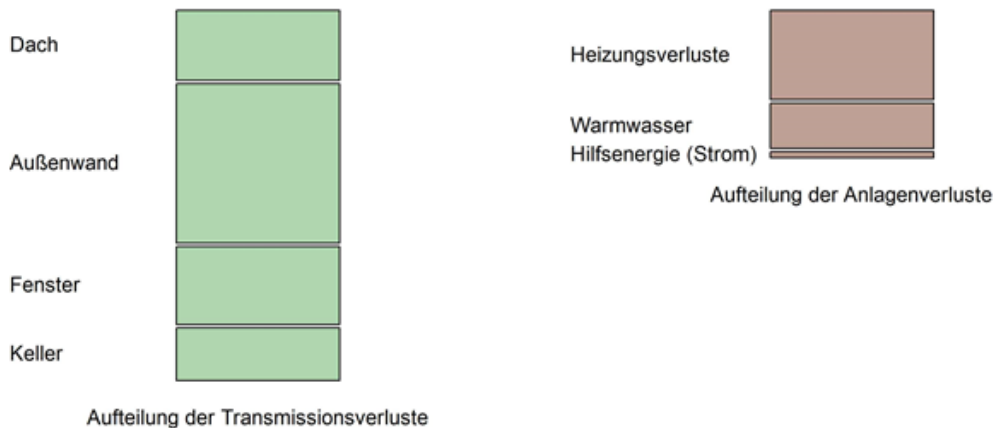 Dach
Außenwand
Fenster
Keller
Aufteilung der Transmissionsverluste
Heizungsverluste
Warmwasser
Hilfsenergie (Strom)
Aufteilung der Anlagenverluste